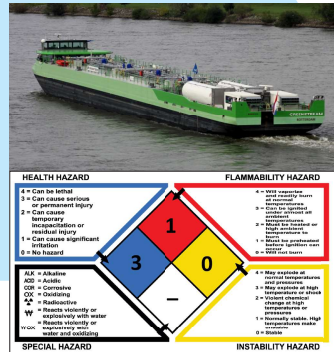 HEALTH HAZARD
FLAMMABILITY HAZARD
4 = Can be lethal
3 = Can cause serious
or permanent injury
2 = Can cause
temporary
incapacitation or
residual injury
1 = Can cause significant
irritation
0 = No hazard
4 = Will vaporize
and readily burn
at normal
temperatures
3 = Can be ignited
under almost all
ambient
temperatures
2 = Must be heated or
high ambient
temperature to
burn
1 = Must be preheated
before ignition can
occur
0 = Will not burn
1
3
0
–
ALK = Alkaline
ACID = Acidic
COR = Corrosive
OXI = Oxidizing
= Radioactive
= Reacts violently or
explosively with water
= Reacts violently or
explosively with
water and oxidizing
4 = May explode at
normal temperatures
and pressures
3 = May explode at high
temperature or shock
2 = Violent chemical
change at high
temperatures or
pressures
1 = Normally stable. High
temperatures make
0 = Stable
SPECIAL HAZARD
INSTABILITY HAZARD